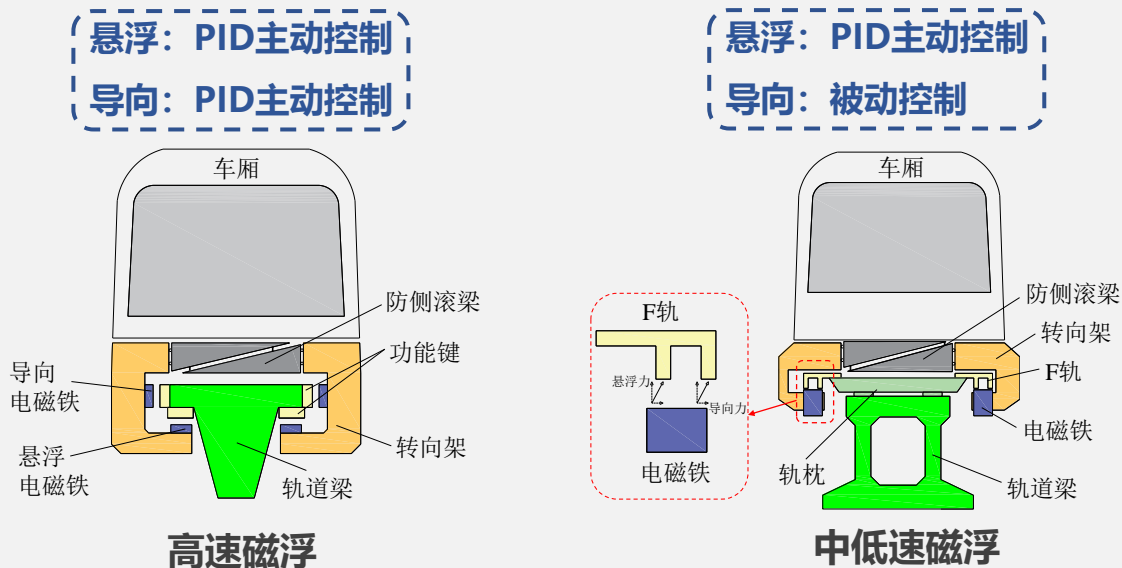 悬浮：PID主动控制
导向：PID主动控制
车厢
防侧滚梁
功能键
导向
电磁铁
悬浮
电磁铁
转向架
轨道梁
高速磁浮
悬浮：PID主动控制
导向：被动控制
车厢
防侧滚梁
转向架
F轨
电磁铁
轨枕
轨道梁
F轨
悬浮力
导向力
电磁铁
中低速磁浮